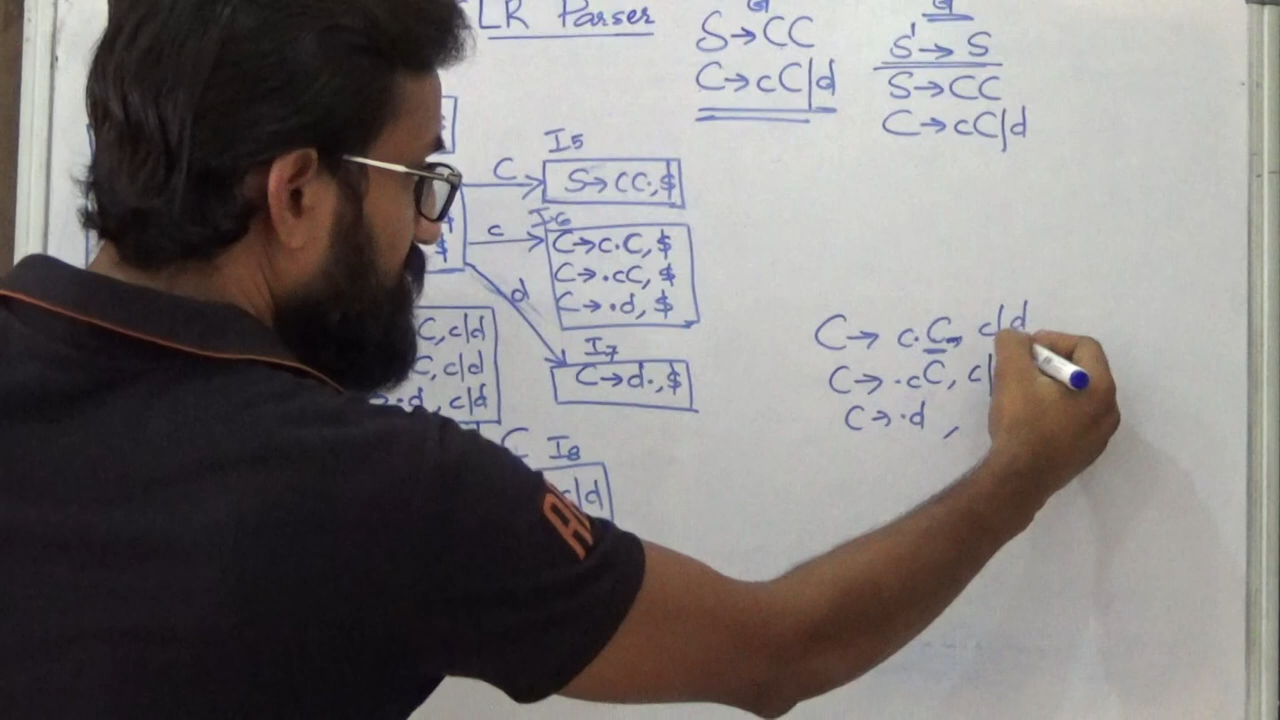 LR Parser
S→CC
C→cC|d
S'→S
S→CC
C→cC|d
I5
C
S→CC·,$
I6
c
C→c·C,$
C→·cC,$
C→·d,$
d
I7
C→d·,$
$
C,c|d
C,c|d
→·d,c|d
C
I8
c|d
C→c·C, c|d
C→·cC, c|
C→·d,